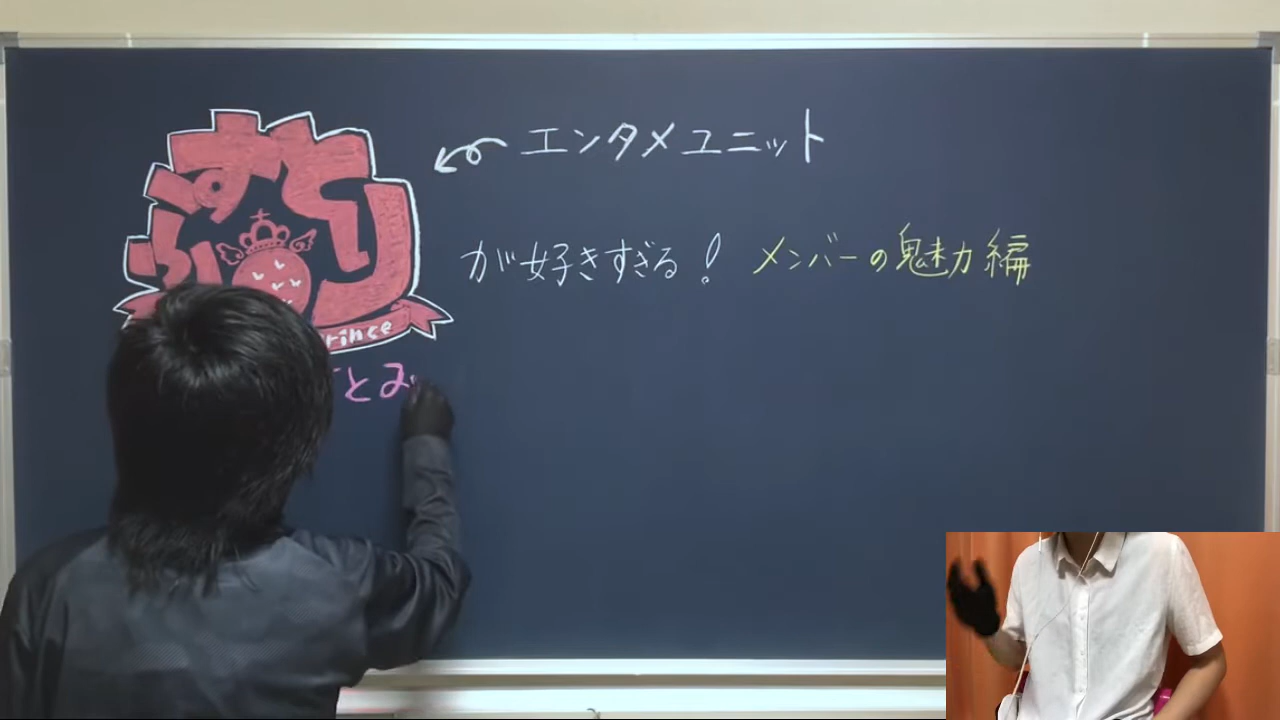 エンタメユニット
すとぷり
が好きすぎる! メンバーの魅力編
rince
とみ